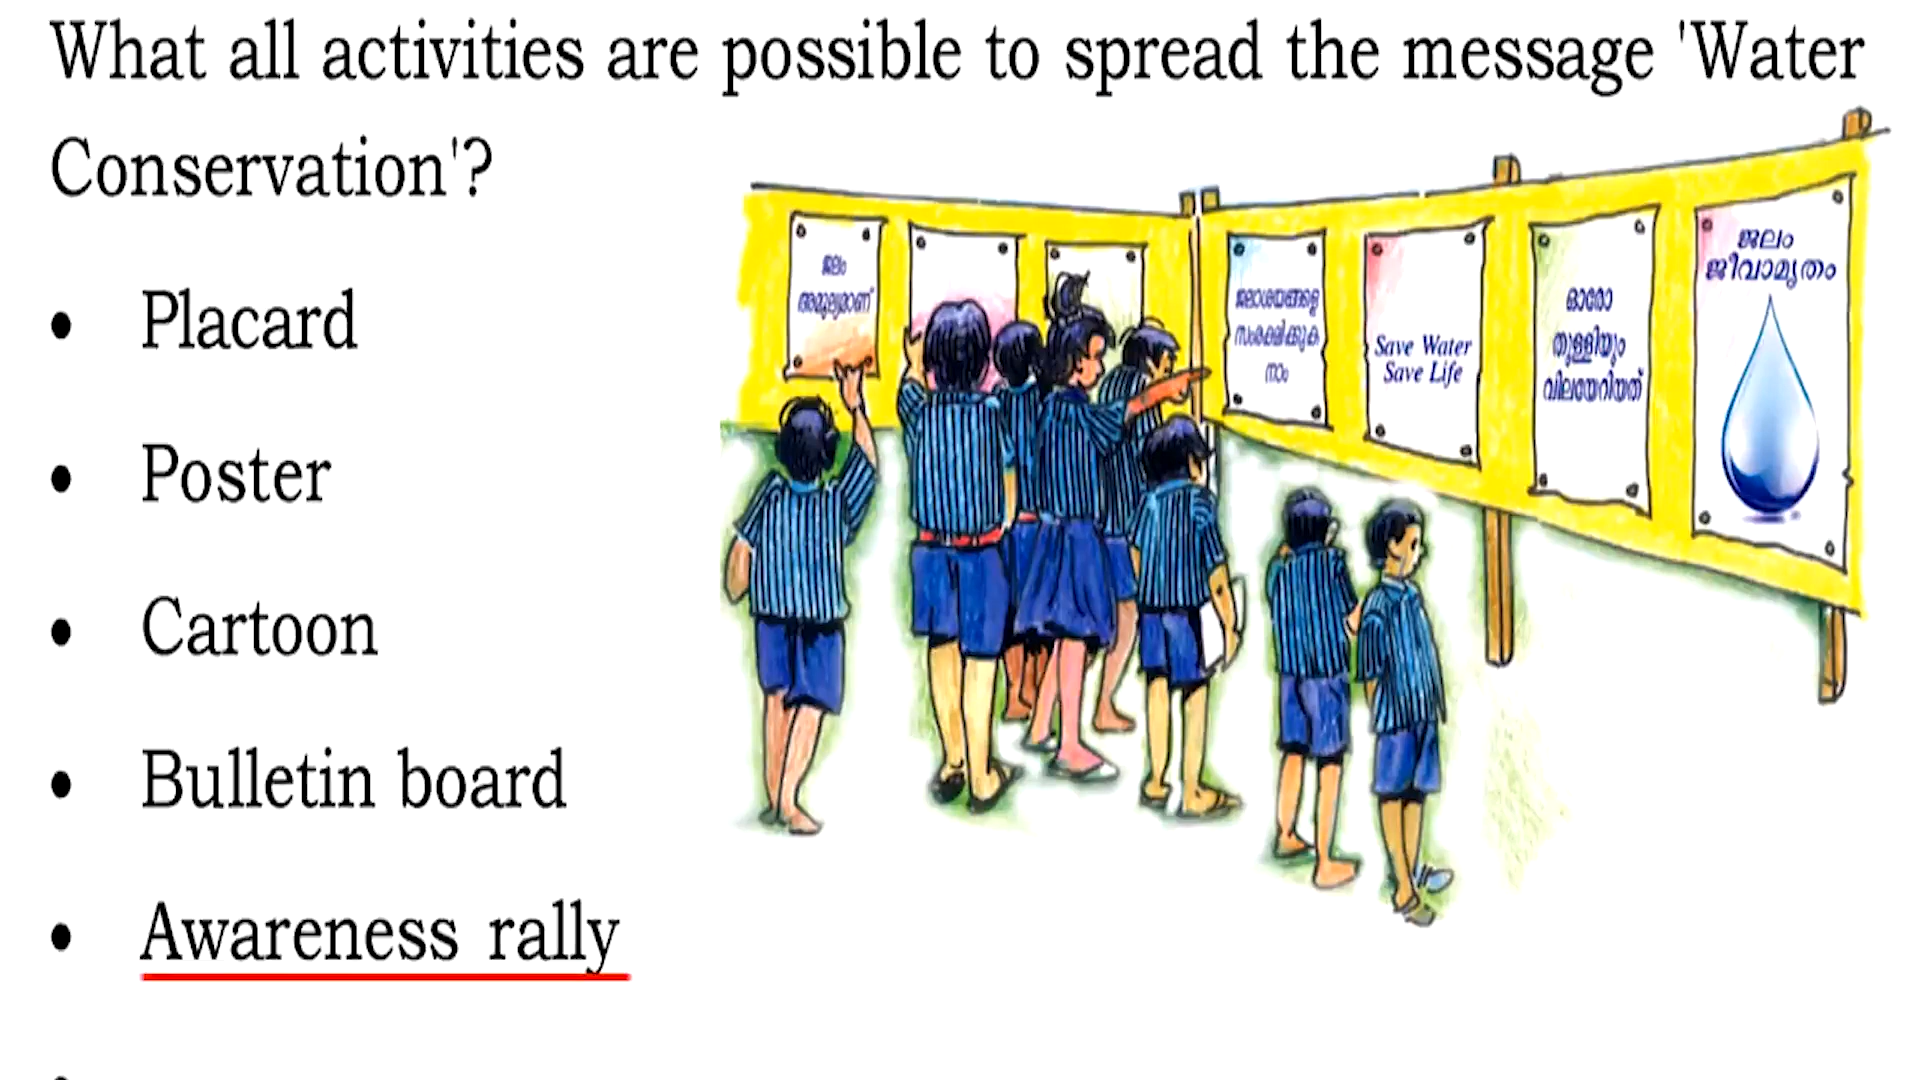 What all activities are possible to spread the message 'Water
Conservation'?
• Placard
• Poster
• Cartoon
• Bulletin board
• Awareness rally
ജലം
അമൂല്യമാണ്
ജലാശയങ്ങളെ
സംരക്ഷിക്കുക
നാം
Save Water
Save Life
ഓരോ
തുള്ളിയും
വിലയേറിയത്
ജലം
ജീവാമൃതം